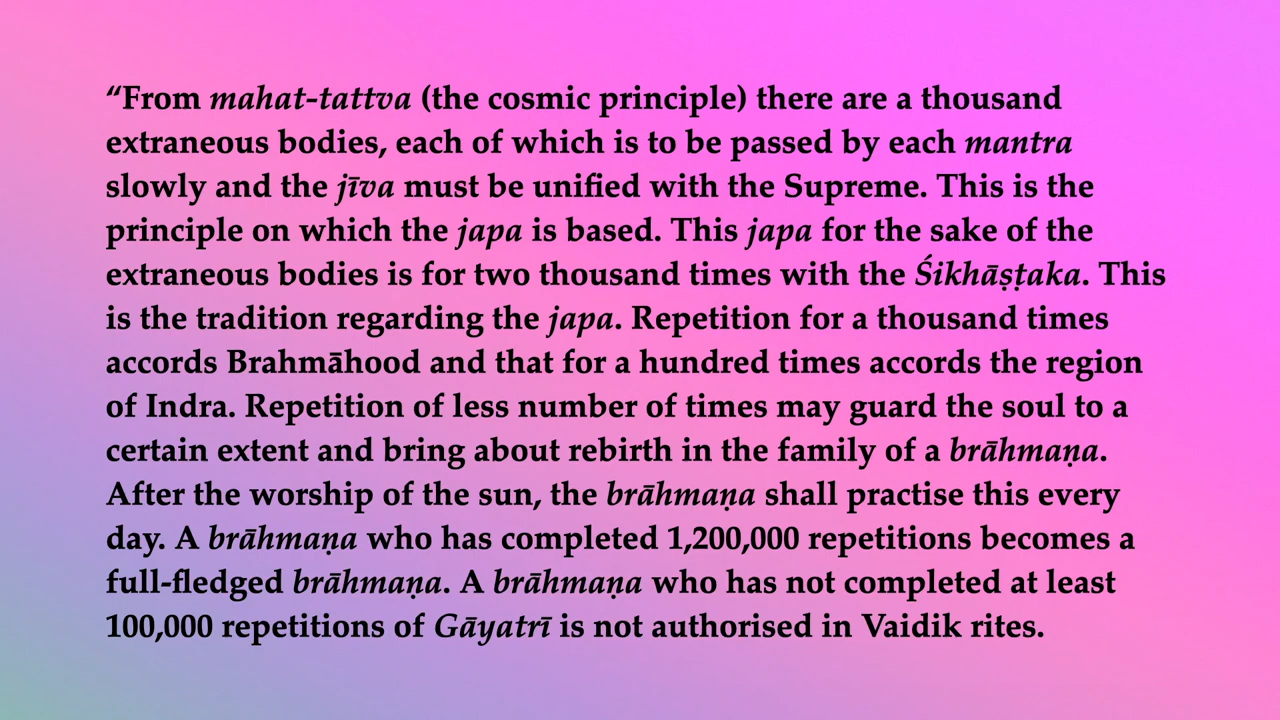 “From mahat-tattva (the cosmic principle) there are a thousand
extraneous bodies, each of which is to be passed by each mantra
slowly and the jīva must be unified with the Supreme. This is the
principle on which the japa is based. This japa for the sake of the
extraneous bodies is for two thousand times with the Śikhāṣṭaka. This
is the tradition regarding the japa. Repetition for a thousand times
accords Brahmāhood and that for a hundred times accords the region
of Indra. Repetition of less number of times may guard the soul to a
certain extent and bring about rebirth in the family of a brāhmaṇa.
After the worship of the sun, the brāhmaṇa shall practise this every
day. A brāhmaṇa who has completed 1,200,000 repetitions becomes a
full-fledged brāhmaṇa. A brāhmaṇa who has not completed at least
100,000 repetitions of Gāyatrī is not authorised in Vaidik rites.